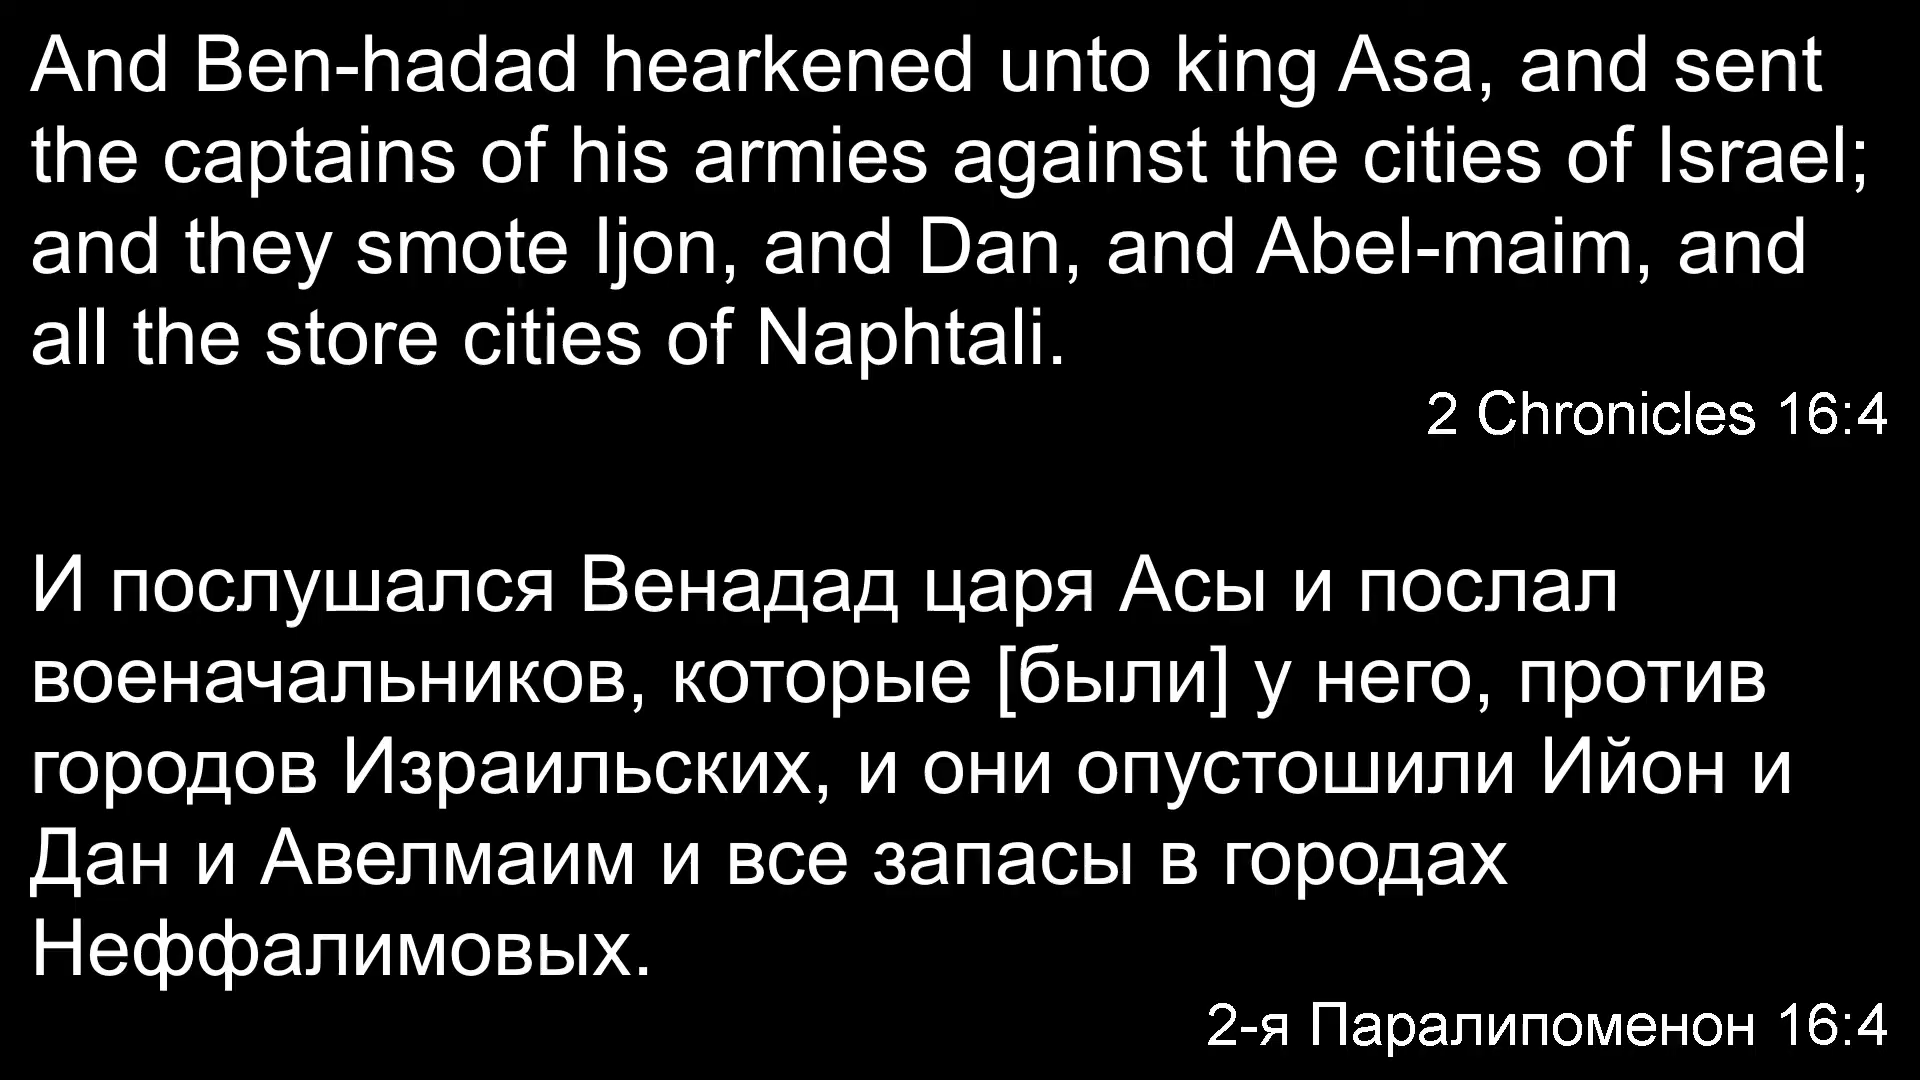 And Ben-hadad hearkened unto king Asa, and sent
the captains of his armies against the cities of Israel;
and they smote Ijon, and Dan, and Abel-maim, and
all the store cities of Naphtali.
2 Chronicles 16:4
И послушался Венадад царя Асы и послал
военачальников, которые [были] у него, против
городов Израильских, и они опустошили Ийон и
Дан и Авелмаим и все запасы в городах
Неффалимовых.
2-я Паралипоменон 16:4